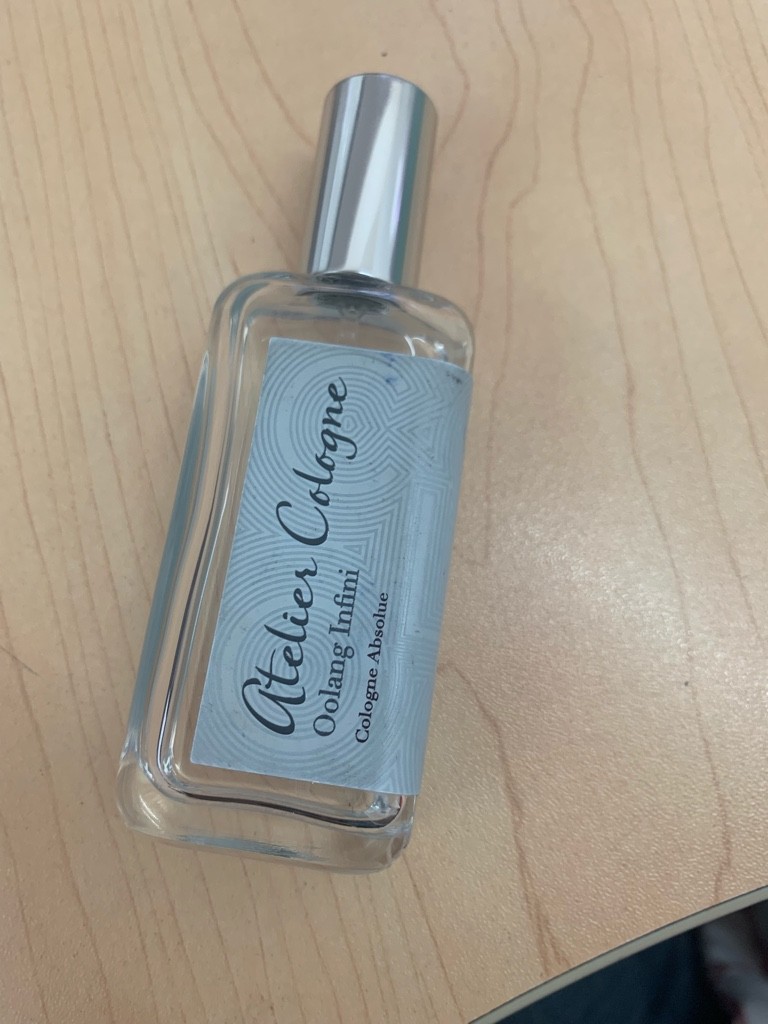 Atelier Cologne
Oolang Infini
Cologne Absolue